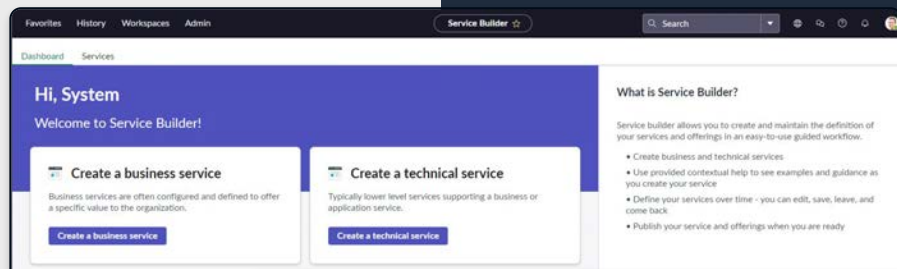 Favorites History Workspaces Admin
Service Builder
Search
Dashboard Services
Hi, System
Welcome to Service Builder!
Create a business service
Business services are often configured and defined to offer
a specific value to the organization.
Create a business service
Create a technical service
Typically lower level services supporting a business or
application service.
Create a technical service
What is Service Builder?
Service builder allows you to create and maintain the definition of
your services and offerings in an easy-to-use guided workflow.
• Create business and technical services
• Use provided contextual help to see examples and guidance as
you create your service
• Define your services over time - you can edit, save, leave, and
come back
• Publish your service and offerings when you are ready